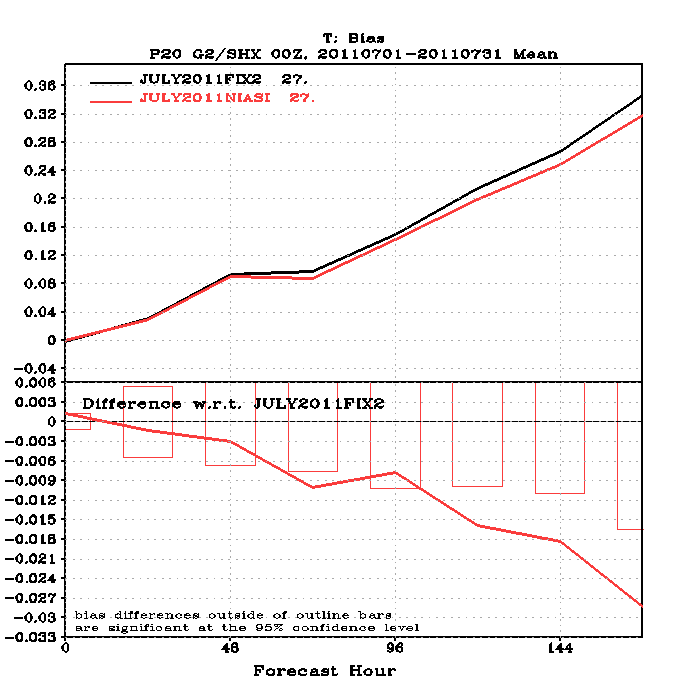 T: Bias
P20 G2/SHX 00Z, 20110701-20110731 Mean
JULY2011FIX2 27.
JULY2011NIASI 27.
0.36
0.32
0.28
0.24
0.2
0.16
0.12
0.08
0.04
0
-0.04
0.006
0.003
0
-0.003
-0.006
-0.009
-0.012
-0.015
-0.018
-0.021
-0.024
-0.027
-0.03
-0.033
Difference w.r.t. JULY2011FIX2
bias differences outside of outline bars
are significant at the 95% confidence level
0 48 96 144
Forecast Hour